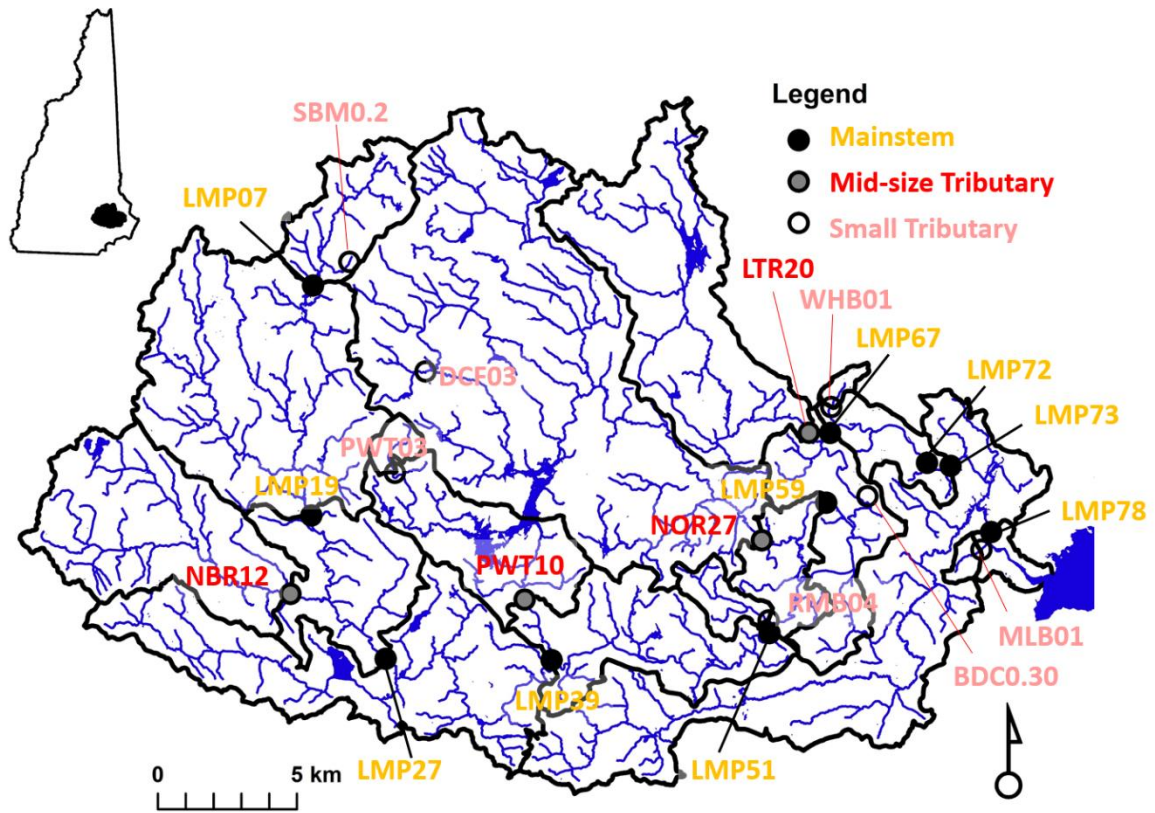 Legend
SBM0.2
Mainstem
LMP07
Mid-size Tributary
Small Tributary
LTR20
WHB01
LMP67
LMP72
DCF03
LMP73
PWT03
LMP19
LMP59
LMP78
NOR27
PWT10
NBR12
RMB04
MLB01
BDC0.30
LMP39
LMP27
LMP51
0 5 km